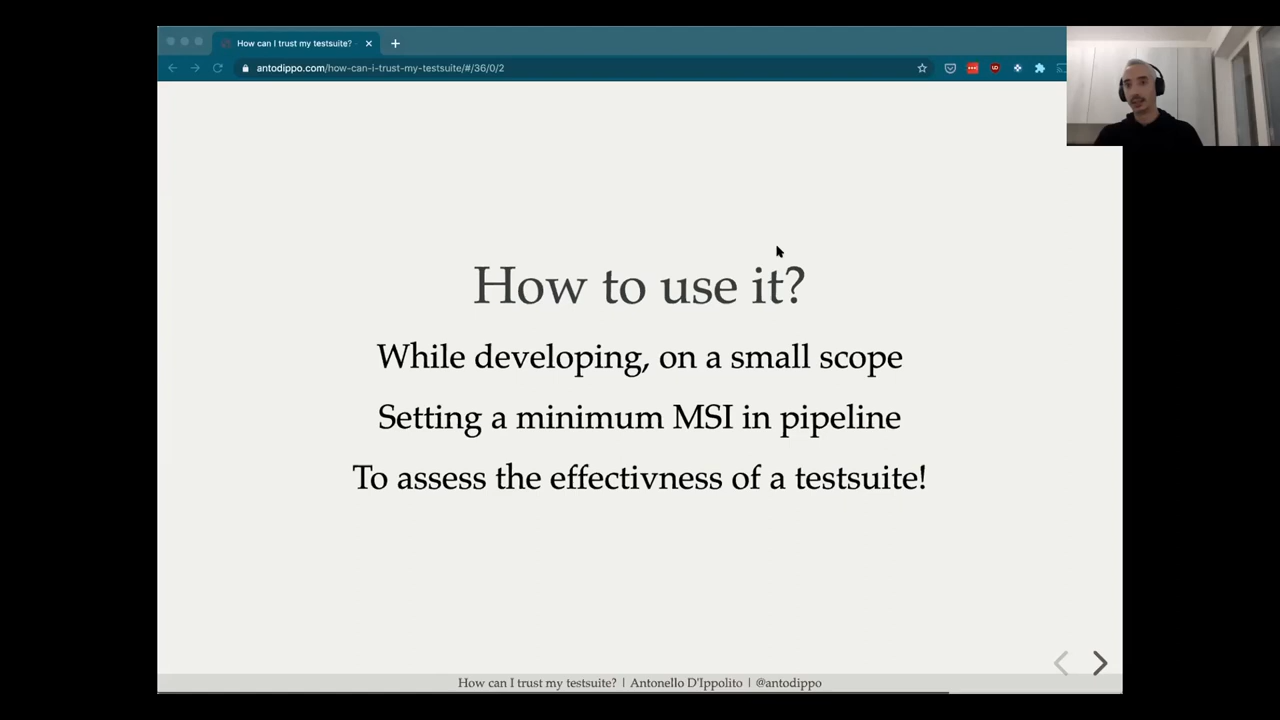 How can I trust my testsuite?
antodippo.com/how-can-i-trust-my-testsuite/#/36/0/2
How to use it?
While developing, on a small scope
Setting a minimum MSI in pipeline
To assess the effectivness of a testsuite!
How can I trust my testsuite? | Antonello D'Ippolito | @antodippo